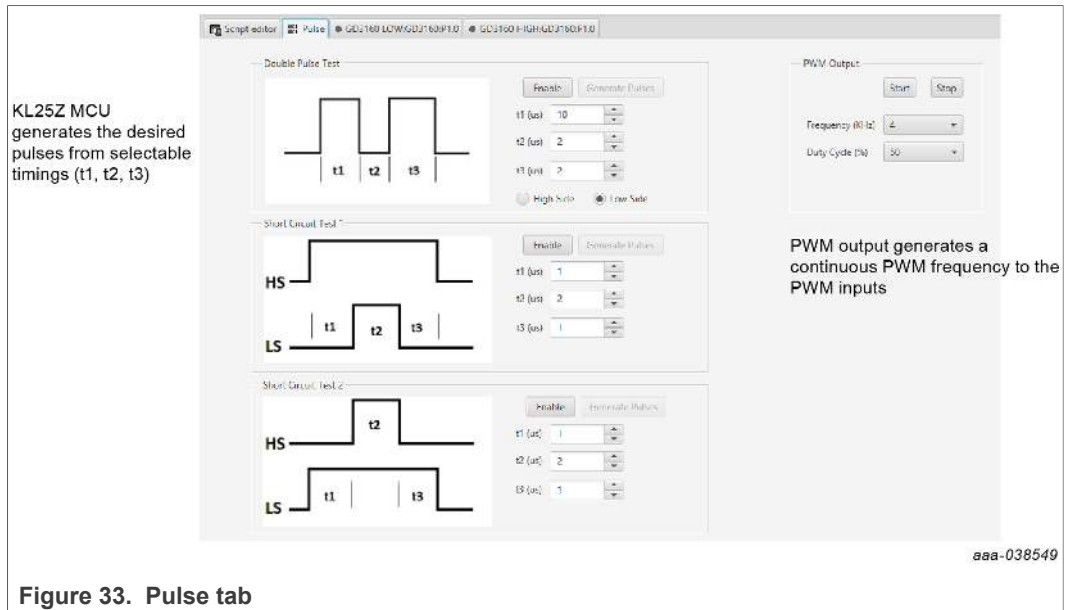 Script editor
Pulse
GD3160 LOW:GD3160:P1.0
GD3160 HIGH:GD3160:P1.0
KL25Z MCU
generates the desired
pulses from selectable
timings (t1, t2, t3)
Double Pulse Test
t1 t2 t3
Enable Generate Pulses
t1 (us) 10
t2 (us) 2
t3 (us) 2
High Side Low Side
Short Circuit Test 1
HS
t1 t2 t3
LS
Enable Generate Pulses
t1 (us) 1
t2 (us) 2
t3 (us) 1
Short Circuit Test 2
HS
t2
LS
t1 t3
Enable Generate Pulses
t1 (us) 1
t2 (us) 2
t3 (us) 1
PWM Output
Start Stop
Frequency (KHz) 4
Duty Cycle (%) 50
PWM output generates a
continuous PWM frequency to the
PWM inputs
aaa-038549
Figure 33. Pulse tab